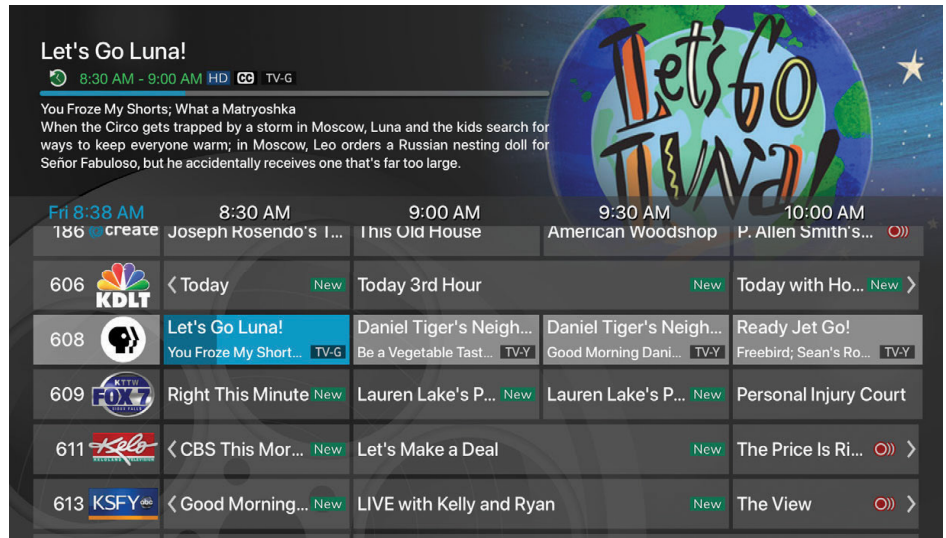 Let's Go Luna!
8:30 AM - 9:00 AM HD CC TV-G
You Froze My Shorts; What a Matryoshka
When the Circo gets trapped by a storm in Moscow, Luna and the kids search for
ways to keep everyone warm; in Moscow, Leo orders a Russian nesting doll for
Señor Fabuloso, but he accidentally receives one that's far too large.
Let's Go
Luna!
Fri 8:38 AM 8:30 AM 9:00 AM 9:30 AM 10:00 AM
186 create Joseph Rosendo's T... This Old House American Woodshop P. Allen Smith's...
606 KDLT Today New Today 3rd Hour New Today with Ho... New
608 Let's Go Luna! Daniel Tiger's Neigh... Daniel Tiger's Neigh... Ready Jet Go!
You Froze My Short... TV-G Be a Vegetable Tast... TV-Y Good Morning Dani... TV-Y Freebird; Sean's Ro... TV-Y
609 KTTW FOX 7 SIOUX FALLS Right This Minute New Lauren Lake's P... New Lauren Lake's P... New Personal Injury Court
611 Kelo CBS This Mor... New Let's Make a Deal New The Price Is Ri...
613 KSFY abc Good Morning... New LIVE with Kelly and Ryan New The View